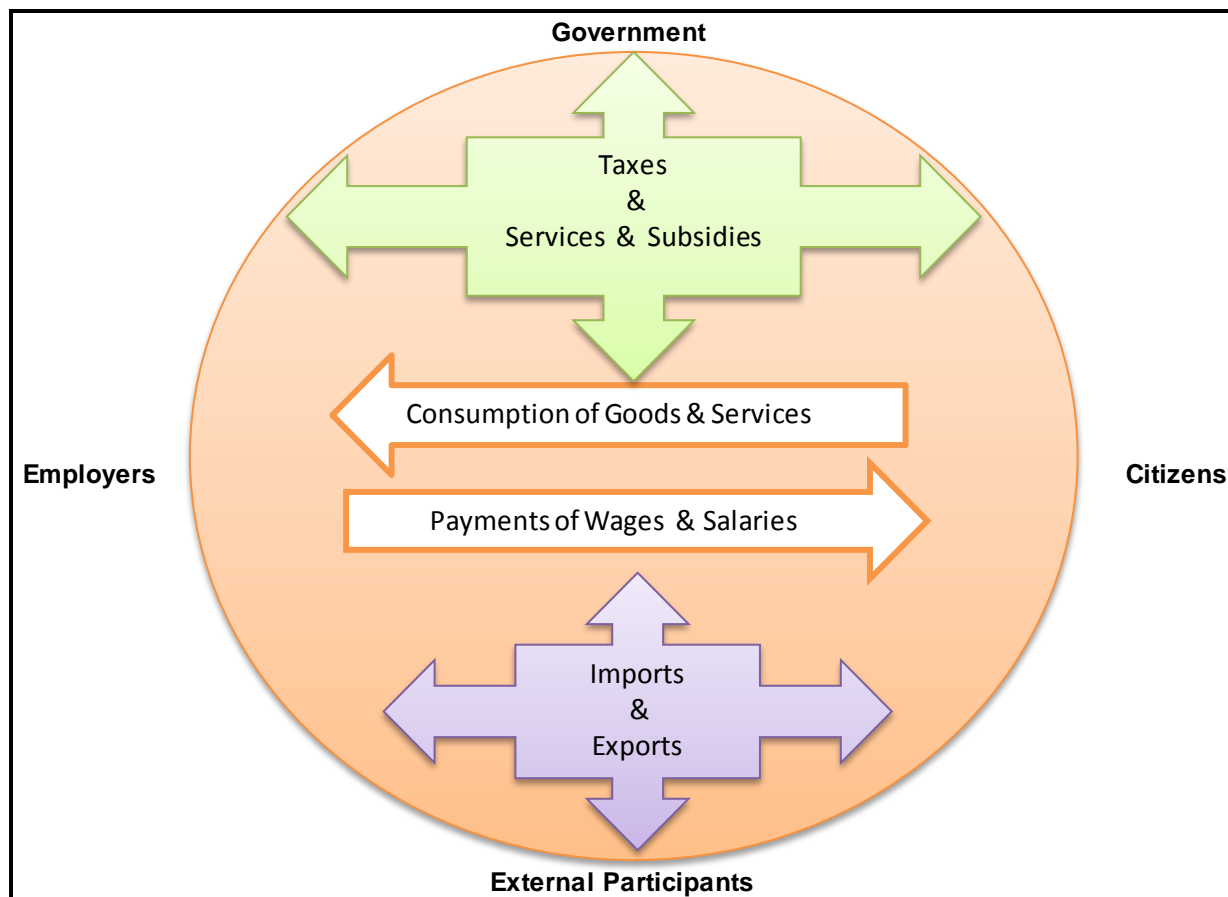 Government
Taxes
&
Services & Subsidies
Consumption of Goods & Services
Employers
Citizens
Payments of Wages & Salaries
Imports
&
Exports
External Participants